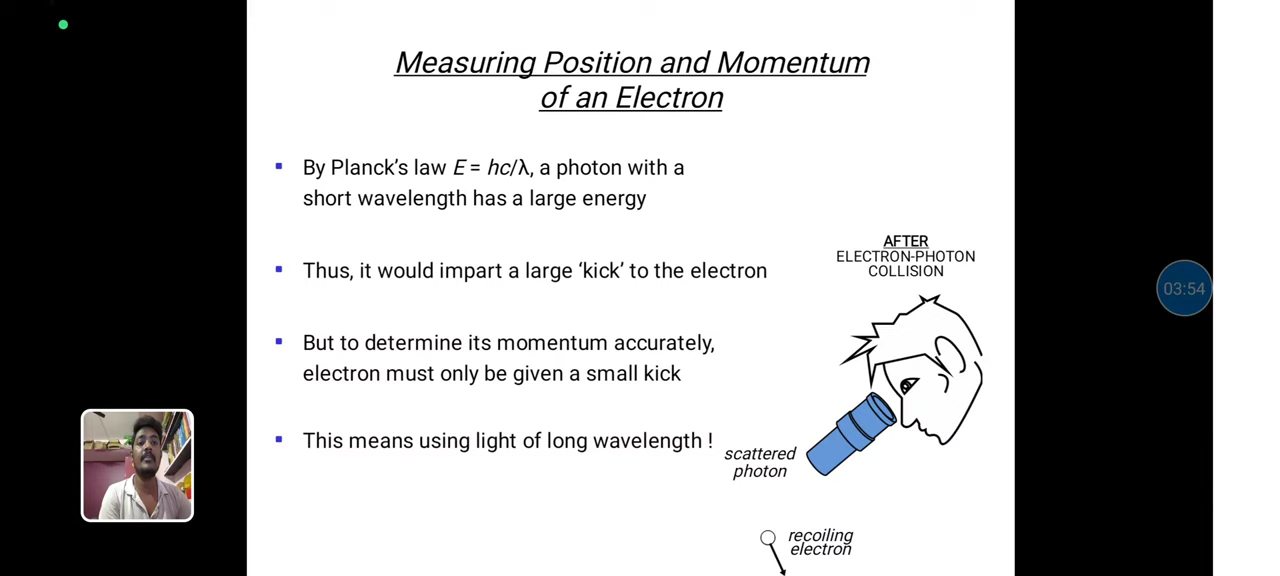 Measuring Position and Momentum
of an Electron
By Planck's law E = hc/λ, a photon with a
short wavelength has a large energy
Thus, it would impart a large ‘kick’ to the electron
But to determine its momentum accurately,
electron must only be given a small kick
This means using light of long wavelength !
AFTER
ELECTRON-PHOTON
COLLISION
scattered
photon
recoiling
electron
03:54